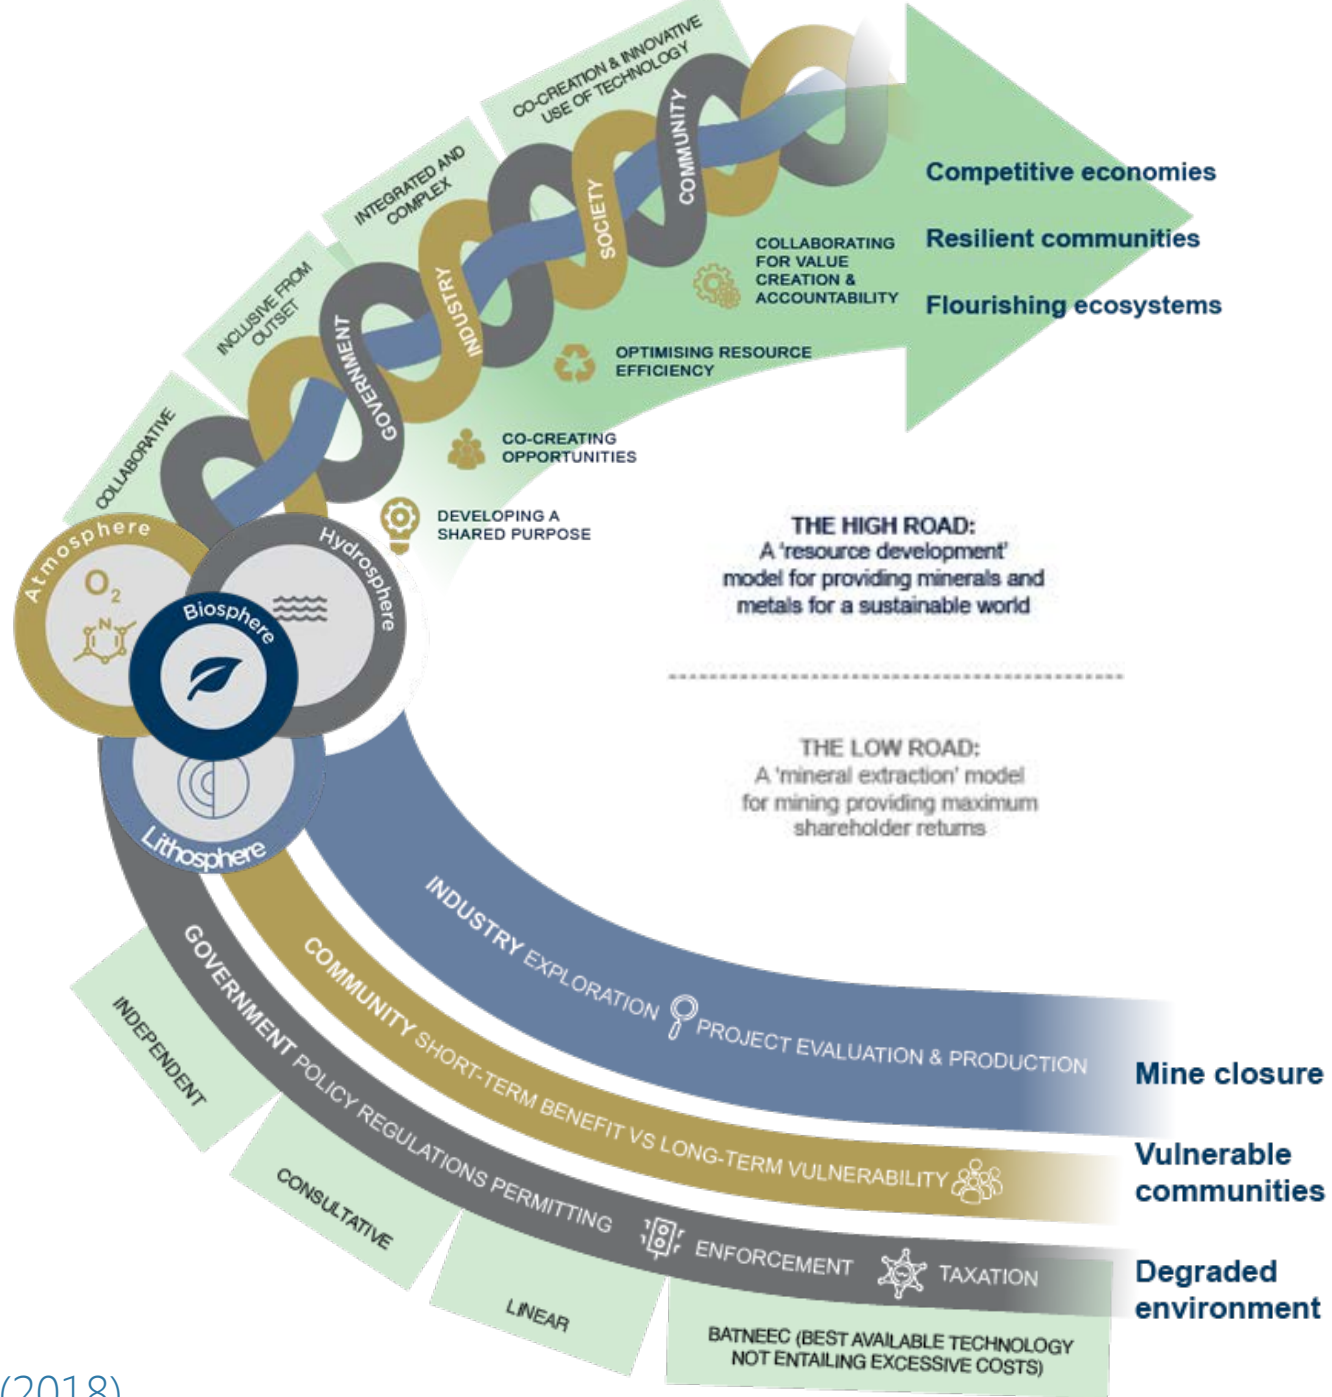 CO-CREATION & INNOVATIVE
USE OF TECHNOLOGY
INTEGRATED AND
COMPLEX
INCLUSIVE FROM
OUTSET
COLLABORATIVE
COMMUNITY
SOCIETY
INDUSTRY
GOVERNMENT
Competitive economies
Resilient communities
Flourishing ecosystems
COLLABORATING
FOR VALUE
CREATION &
ACCOUNTABILITY
OPTIMISING RESOURCE
EFFICIENCY
CO-CREATING
OPPORTUNITIES
DEVELOPING A
SHARED PURPOSE
Atmosphere
O2
N
Hydrosphere
Biosphere
Lithosphere
THE HIGH ROAD:
A 'resource development'
model for providing minerals and
metals for a sustainable world
THE LOW ROAD:
A 'mineral extraction' model
for mining providing maximum
shareholder returns
INDUSTRY EXPLORATION PROJECT EVALUATION & PRODUCTION
Mine closure
COMMUNITY SHORT-TERM BENEFIT VS LONG-TERM VULNERABILITY
Vulnerable
communities
GOVERNMENT POLICY REGULATIONS PERMITTING ENFORCEMENT TAXATION
Degraded
environment
INDEPENDENT
CONSULTATIVE
LINEAR
BATNEEC (BEST AVAILABLE TECHNOLOGY
NOT ENTAILING EXCESSIVE COSTS)
(2018)